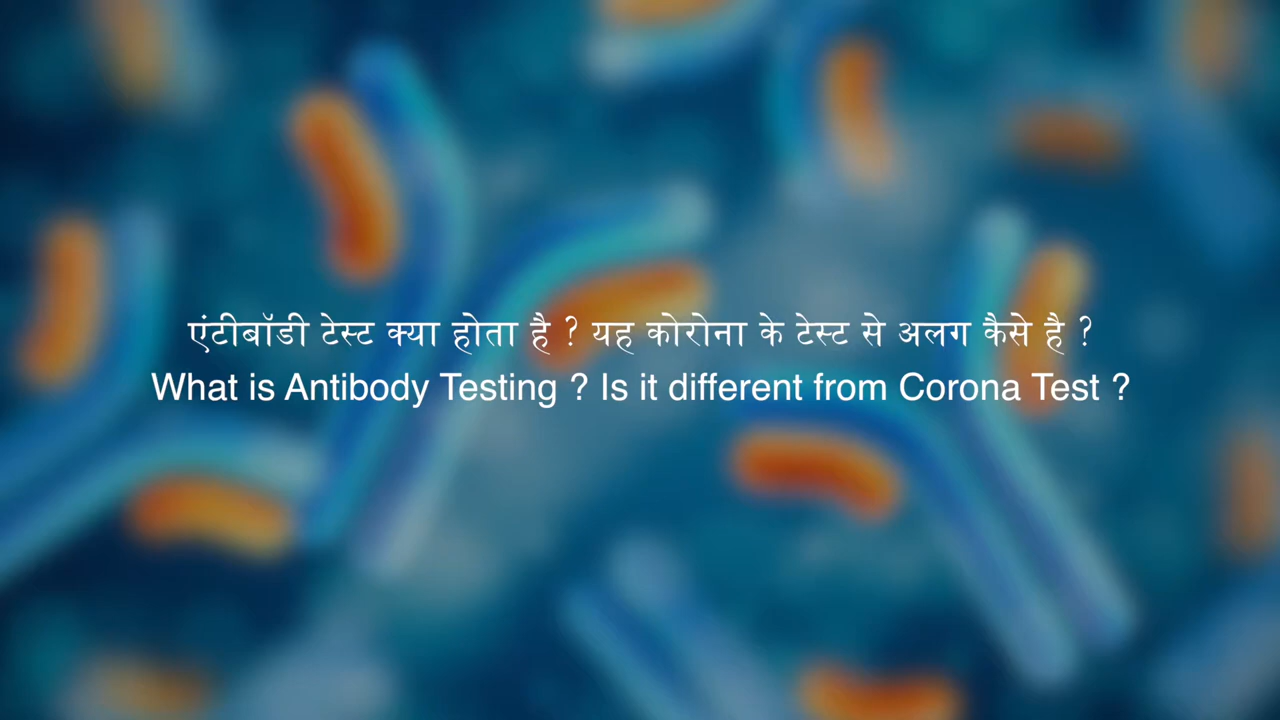 एंटीबॉडी टेस्ट क्या होता है ? यह कोरोना के टेस्ट से अलग कैसे है ?
What is Antibody Testing ? Is it different from Corona Test ?